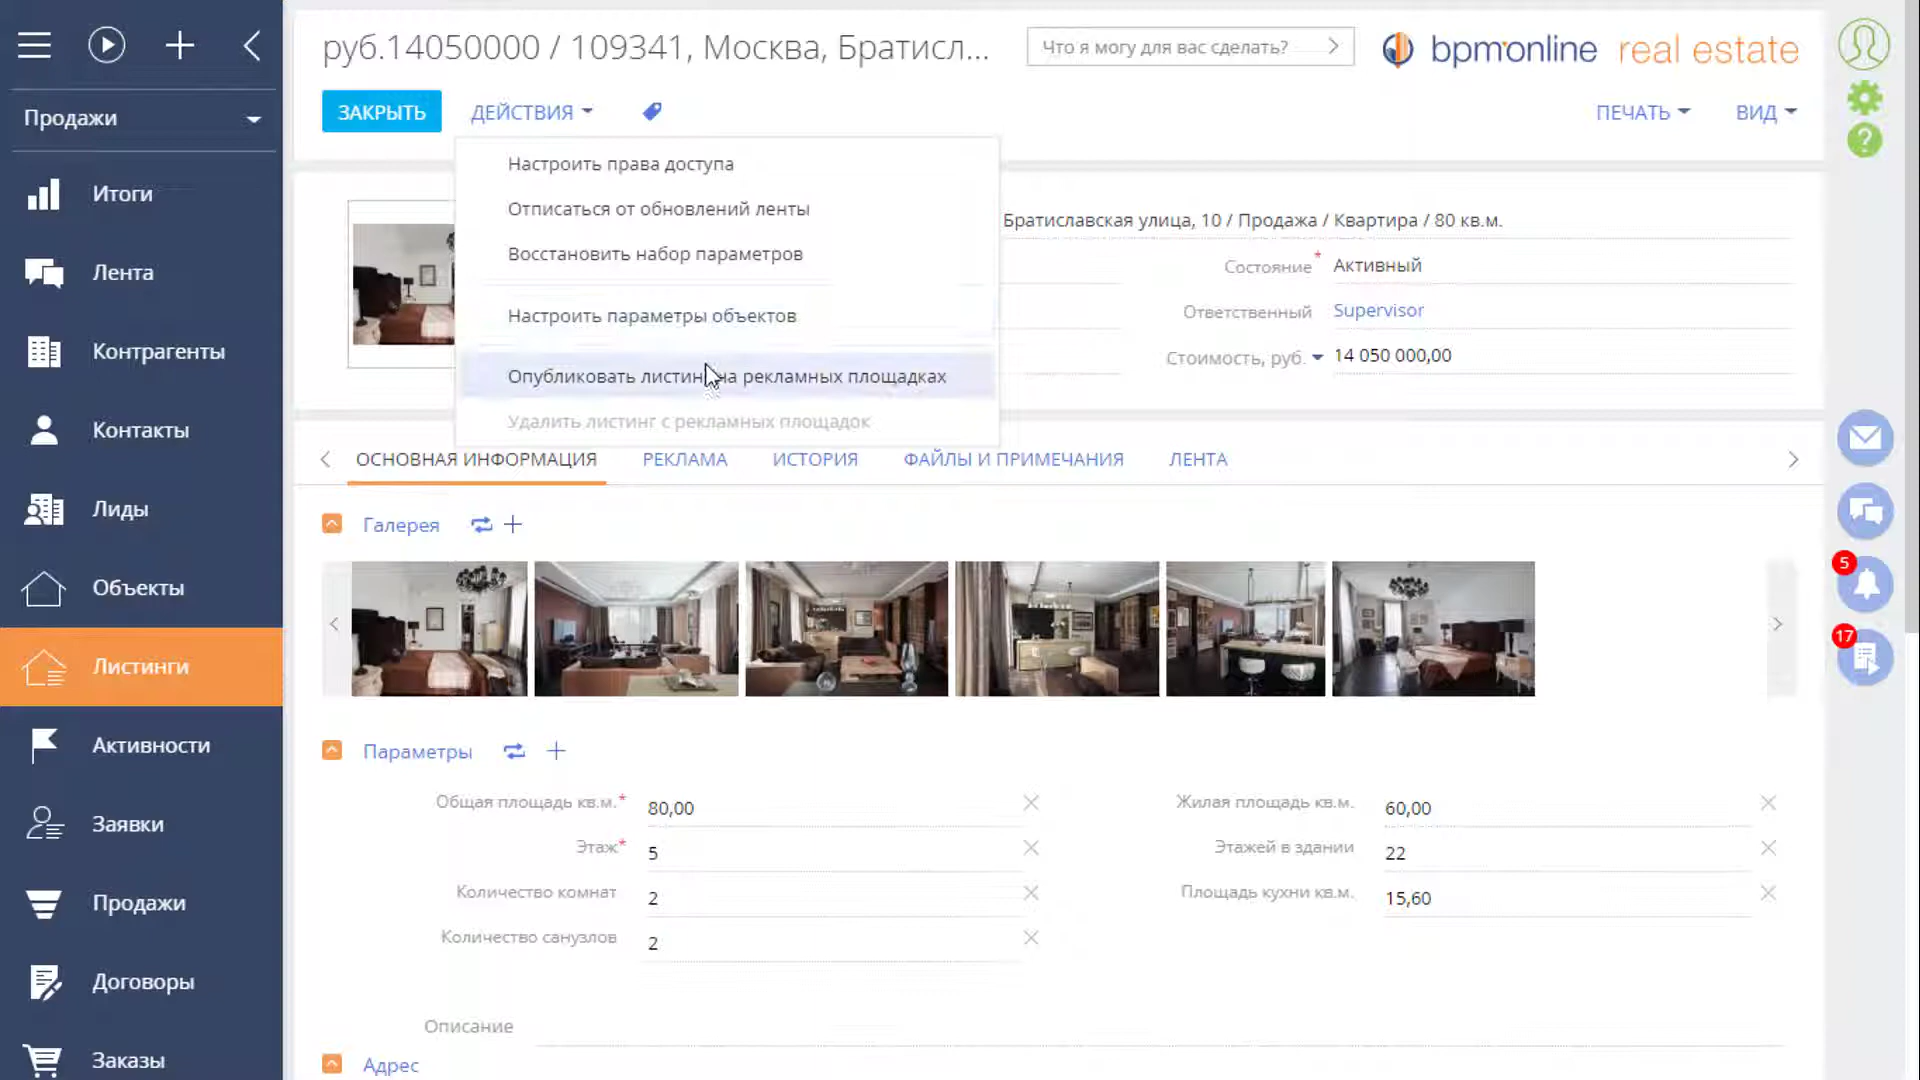 руб.14050000 / 109341, Москва, Братисл...
Что я могу для вас сделать?
bpmonline real estate
Продажи
ЗАКРЫТЬ
ДЕЙСТВИЯ
ПЕЧАТЬ
ВИД
Настроить права доступа
Отписаться от обновлений ленты
Восстановить набор параметров
Настроить параметры объектов
Опубликовать листинг на рекламных площадках
Удалить листинг с рекламных площадок
Итоги
Лента
Контрагенты
Контакты
Лиды
Объекты
Листинги
Активности
Заявки
Продажи
Договоры
Заказы
Братиславская улица, 10 / Продажа / Квартира / 80 кв.м.
Состояние* Активный
Ответственный Supervisor
Стоимость, руб. 14 050 000,00
ОСНОВНАЯ ИНФОРМАЦИЯ РЕКЛАМА ИСТОРИЯ ФАЙЛЫ И ПРИМЕЧАНИЯ ЛЕНТА
Галерея
5
17
Параметры
Общая площадь кв.м.* 80,00
Жилая площадь кв.м. 60,00
Этаж* 5
Этажей в здании 22
Количество комнат 2
Площадь кухни кв.м. 15,60
Количество санузлов 2
Описание
Адрес